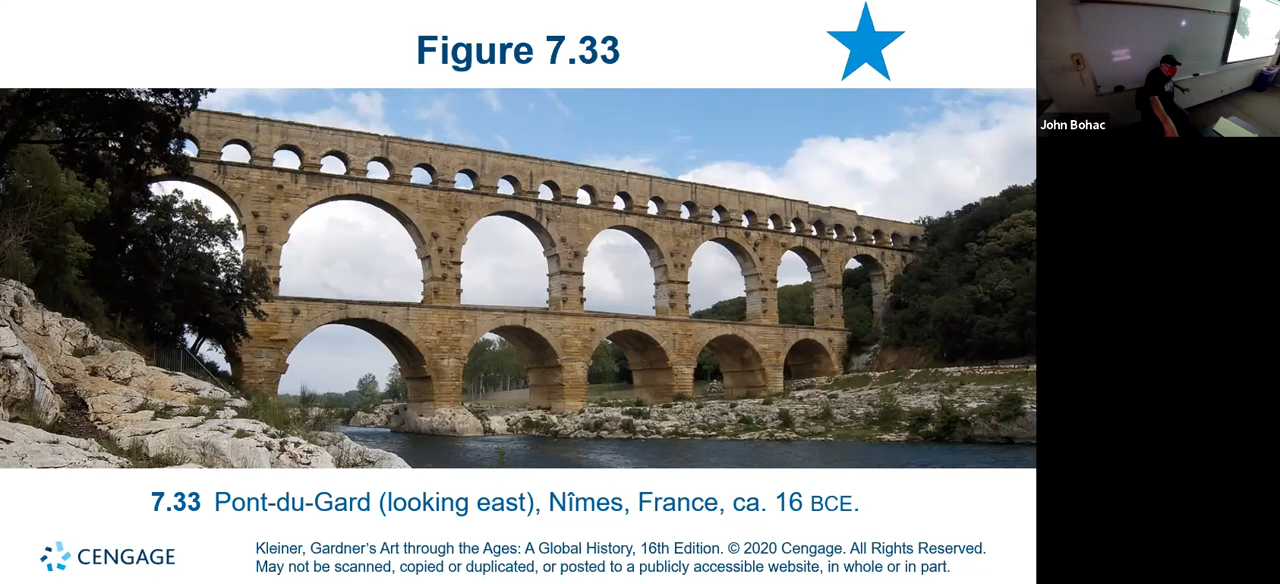 Figure 7.33
John Bohac
7.33 Pont-du-Gard (looking east), Nîmes, France, ca. 16 BCE.
CENGAGE
Kleiner, Gardner’s Art through the Ages: A Global History, 16th Edition. © 2020 Cengage. All Rights Reserved.
May not be scanned, copied or duplicated, or posted to a publicly accessible website, in whole or in part.